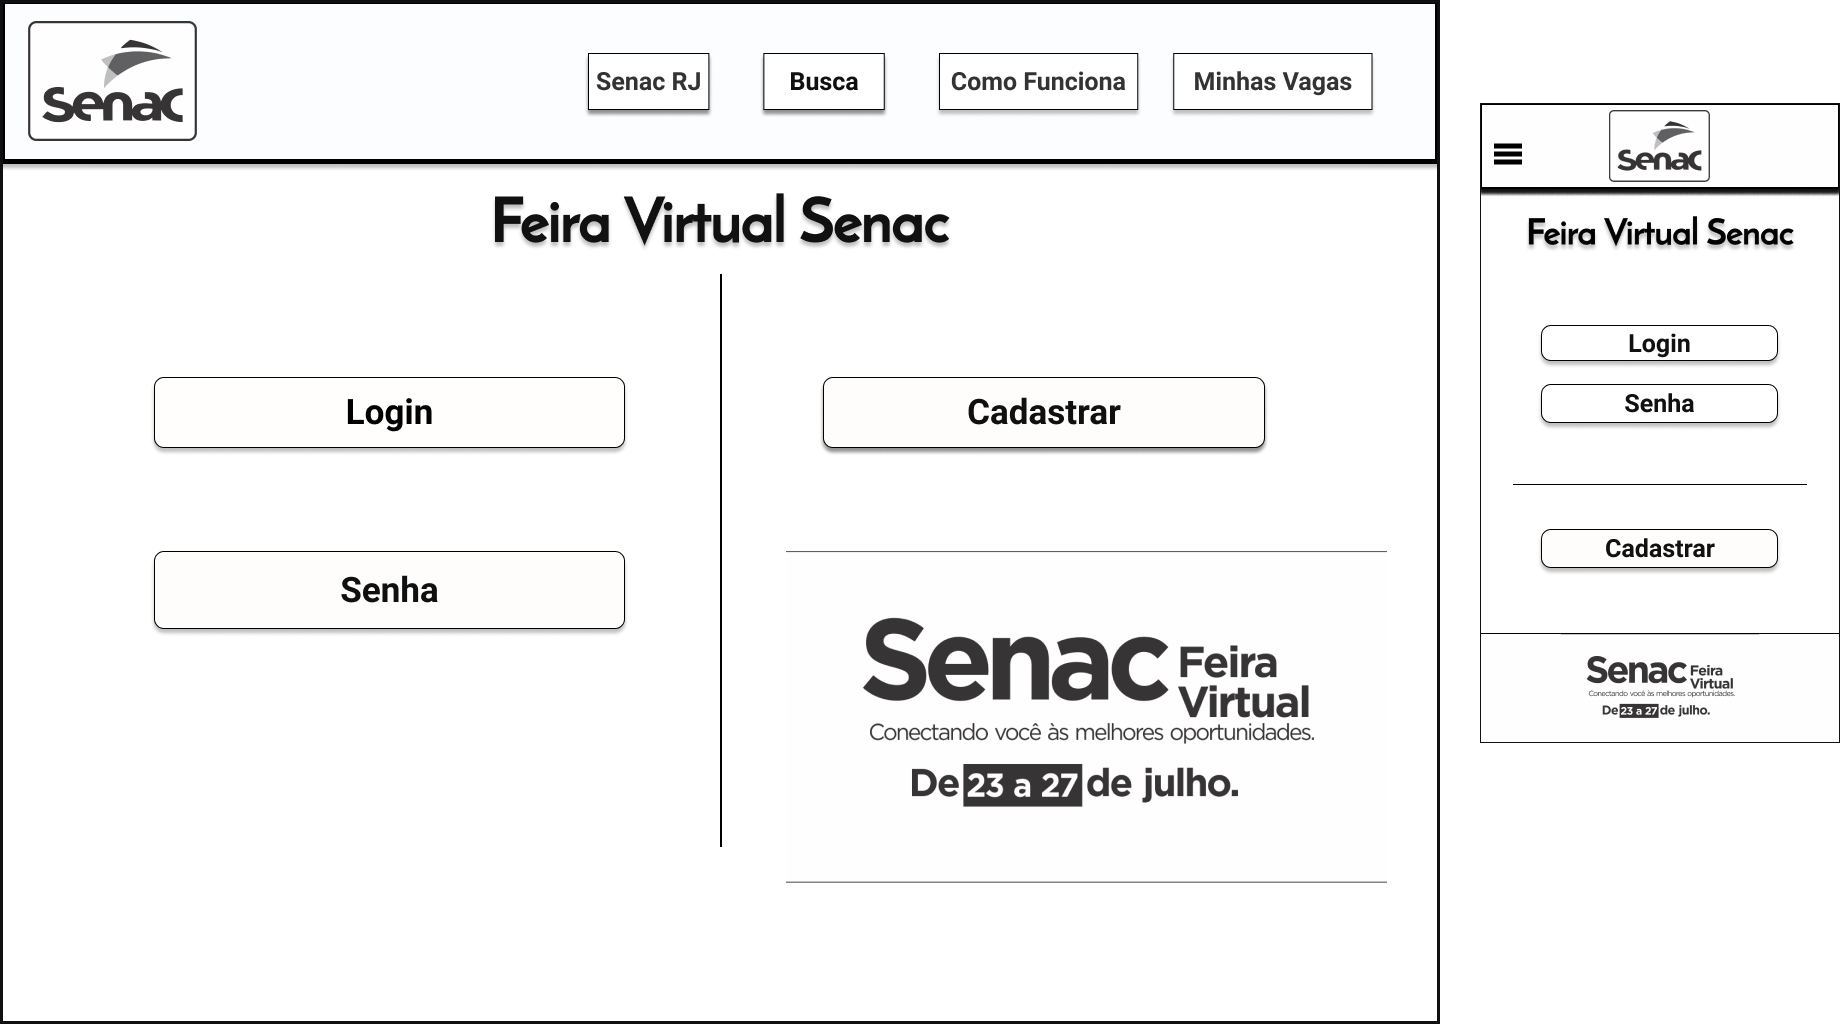 Senac
Senac RJ
Busca
Como Funciona
Minhas Vagas
Feira Virtual Senac
Login
Senha
Cadastrar
Senac Feira
Virtual
Conectando você às melhores oportunidades.
De 23 a 27 de julho.
Senac
Feira Virtual Senac
Login
Senha
Cadastrar
Senac Feira
Virtual
Conectando você às melhores oportunidades.
De 23 a 27 de julho.